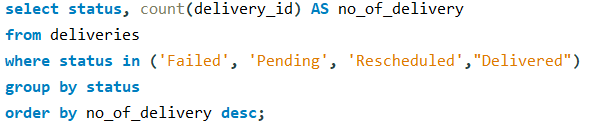 select status, count(delivery_id) AS no_of_delivery
from deliveries
where status in ('Failed', 'Pending', 'Rescheduled',"Delivered")
group by status
order by no_of_delivery desc;